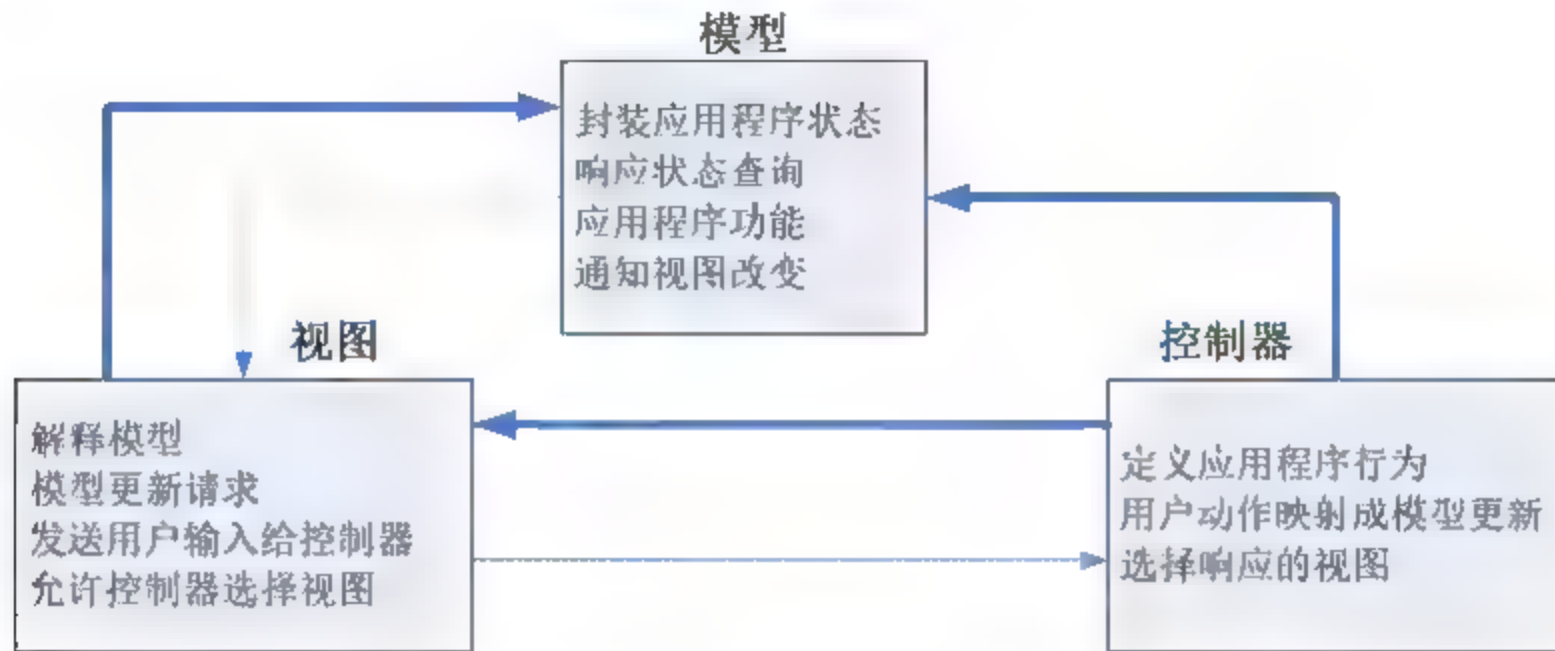 模型
封装应用程序状态
响应状态查询
应用程序功能
通知视图改变
视图
解释模型
模型更新请求
发送用户输入给控制器
允许控制器选择视图
控制器
定义应用程序行为
用户动作映射成模型更新
选择响应的视图